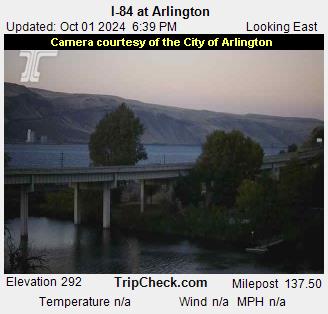 I-84 at Arlington
Updated: Oct 01 2024 6:39 PM Looking East
Camera courtesy of the City of Arlington
Elevation 292 TripCheck.com Milepost 137.50
Temperature n/a Wind n/a MPH n/a